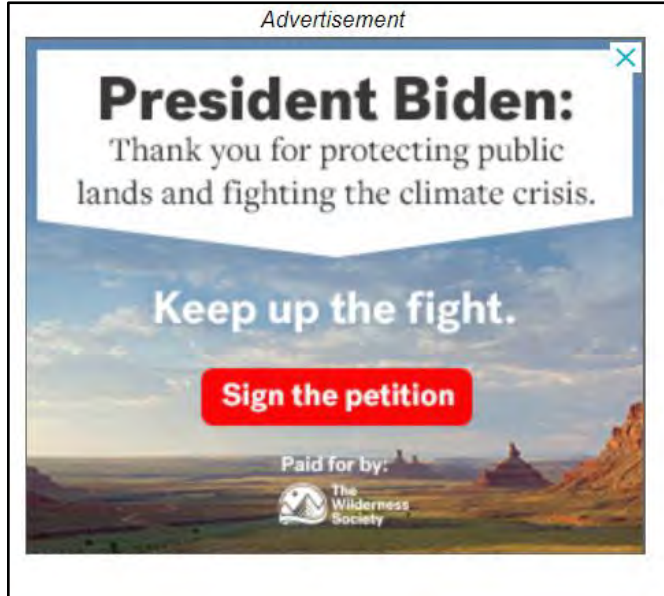 Advertisement
President Biden:
Thank you for protecting public
lands and fighting the climate crisis.
Keep up the fight.
Sign the petition
Paid for by:
The
Wilderness
Society